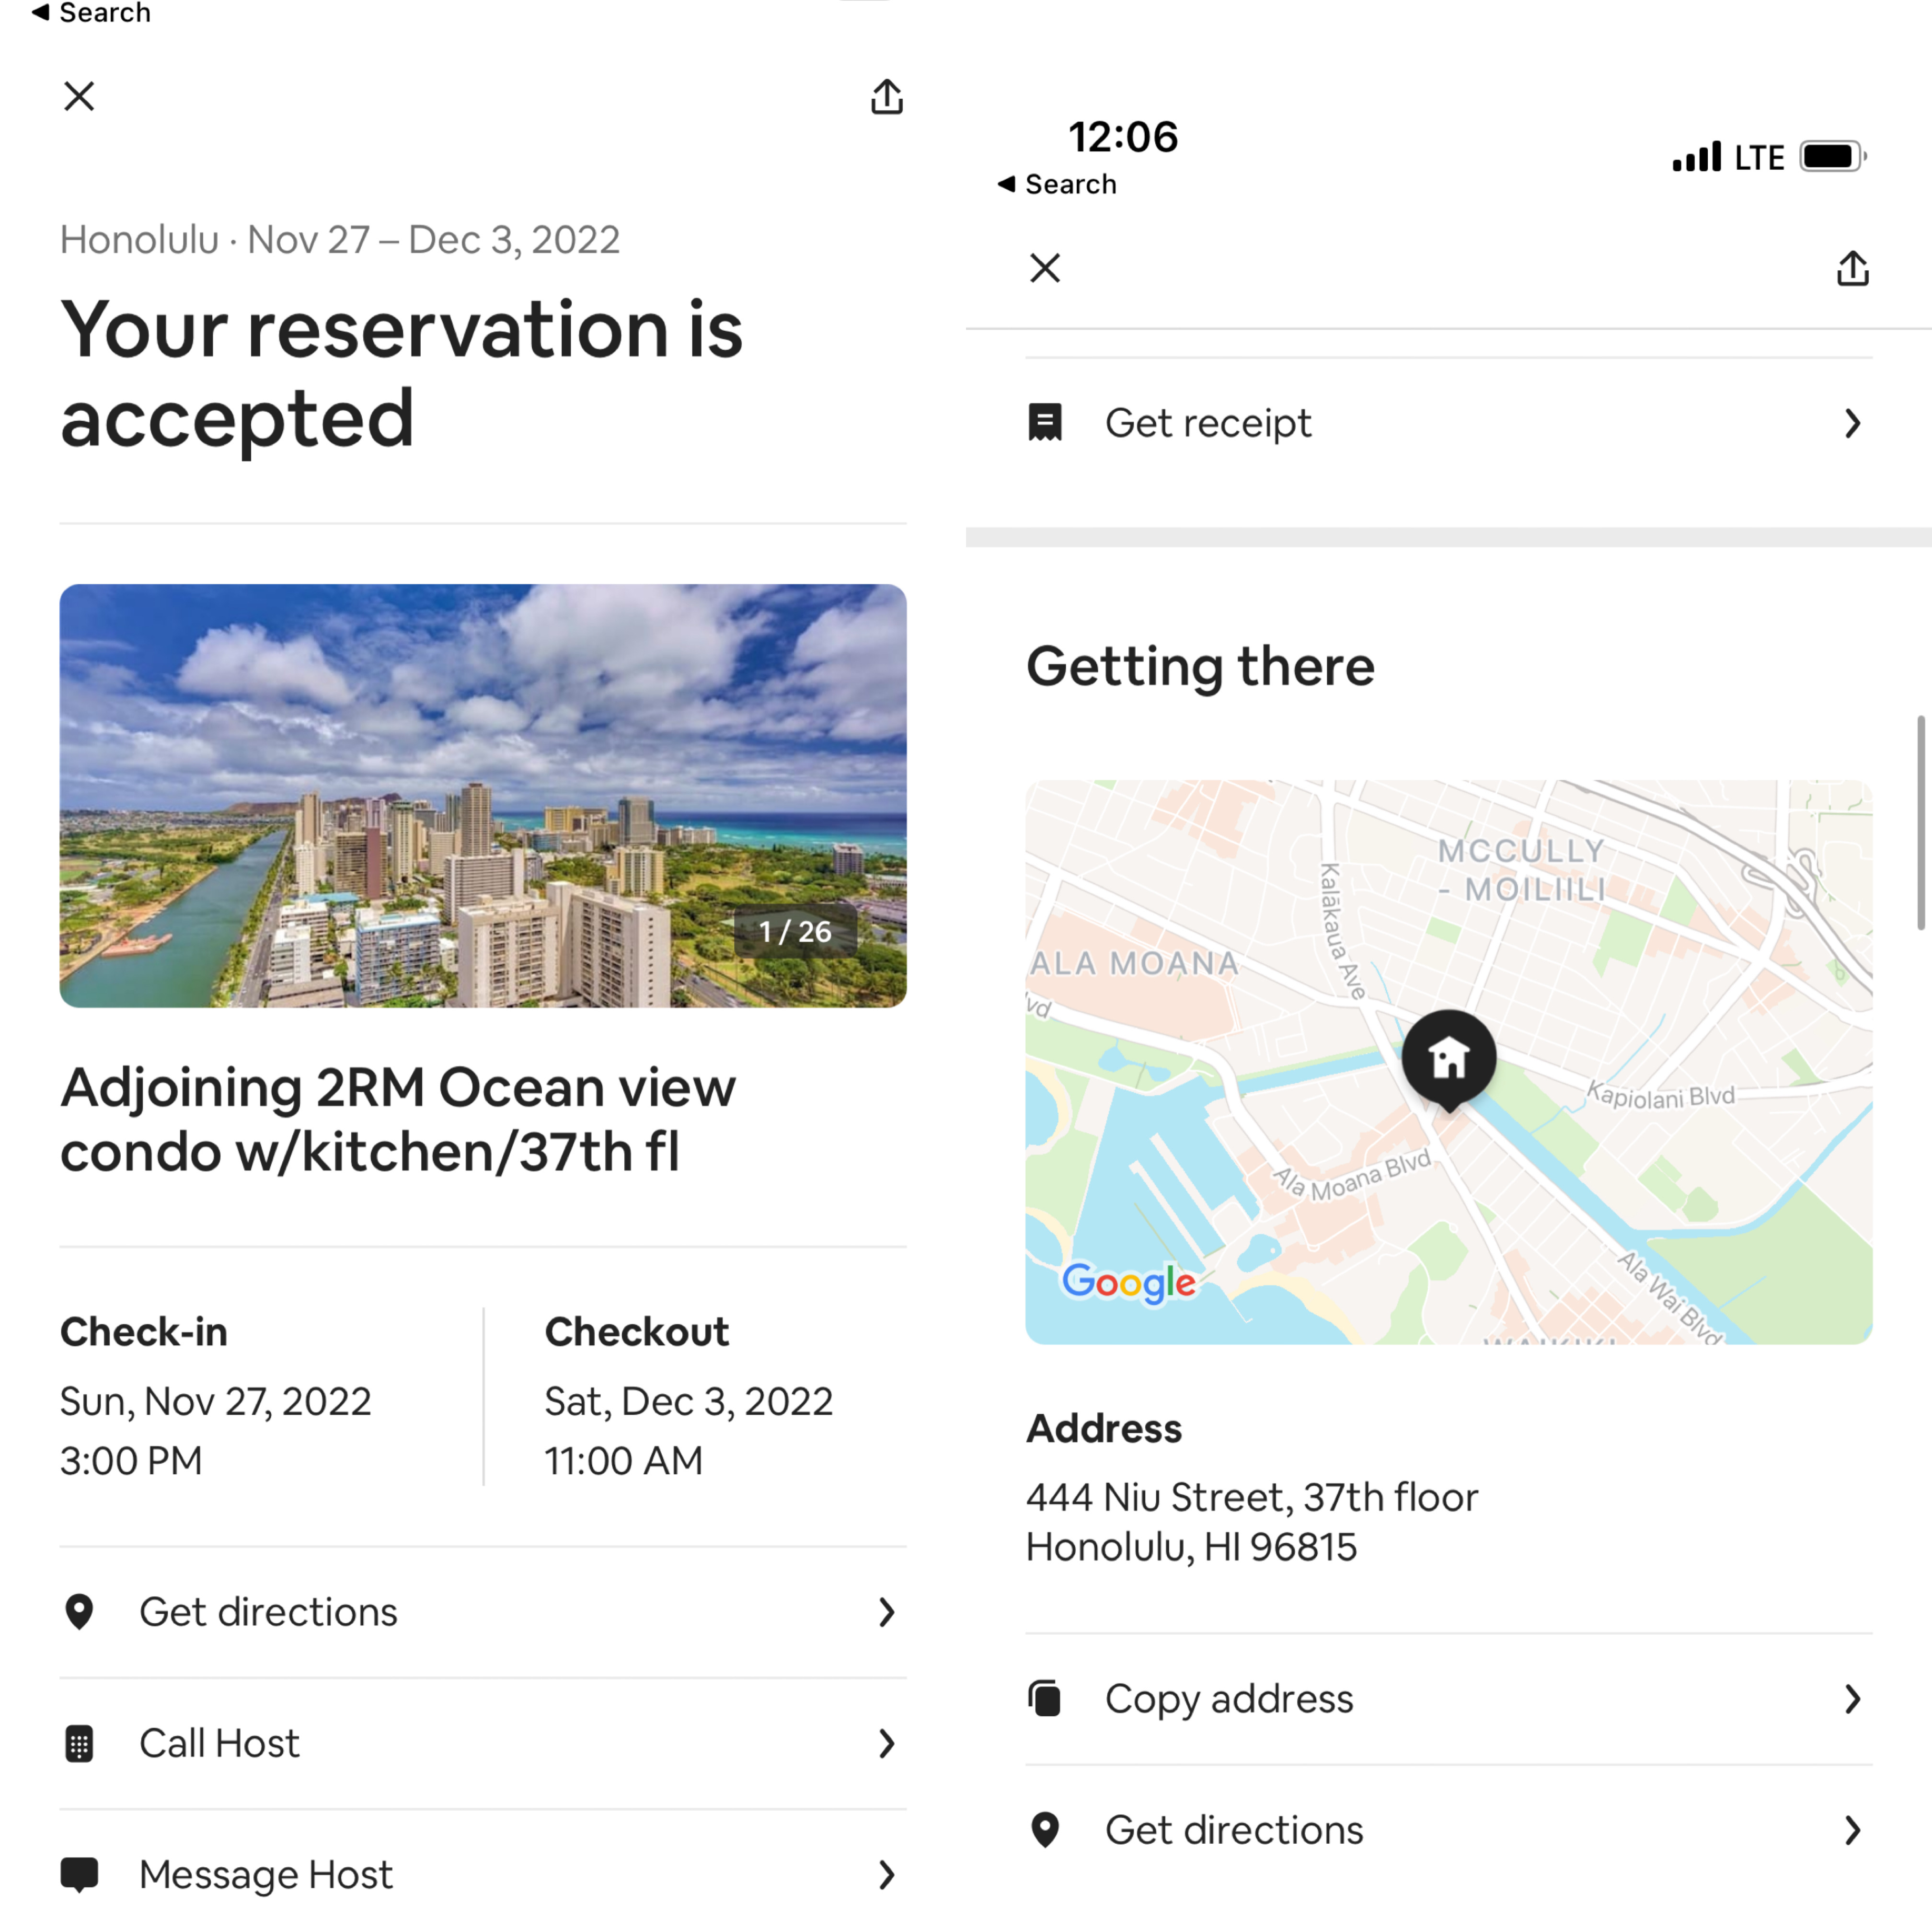 Search
Honolulu · Nov 27 – Dec 3, 2022
Your reservation is
accepted
1 / 26
Adjoining 2RM Ocean view
condo w/kitchen/37th fl
Check-in
Sun, Nov 27, 2022
3:00 PM
Checkout
Sat, Dec 3, 2022
11:00 AM
Get directions
Call Host
Message Host
12:06
LTE
Search
Get receipt
Getting there
MCCULLY
- MOILIILI
Kalākaua Ave
ALA MOANA
vd
Kapiolani Blvd
Ala Moana Blvd
Ala Wai Blvd
Google
WAIKIKI
Address
444 Niu Street, 37th floor
Honolulu, HI 96815
Copy address
Get directions